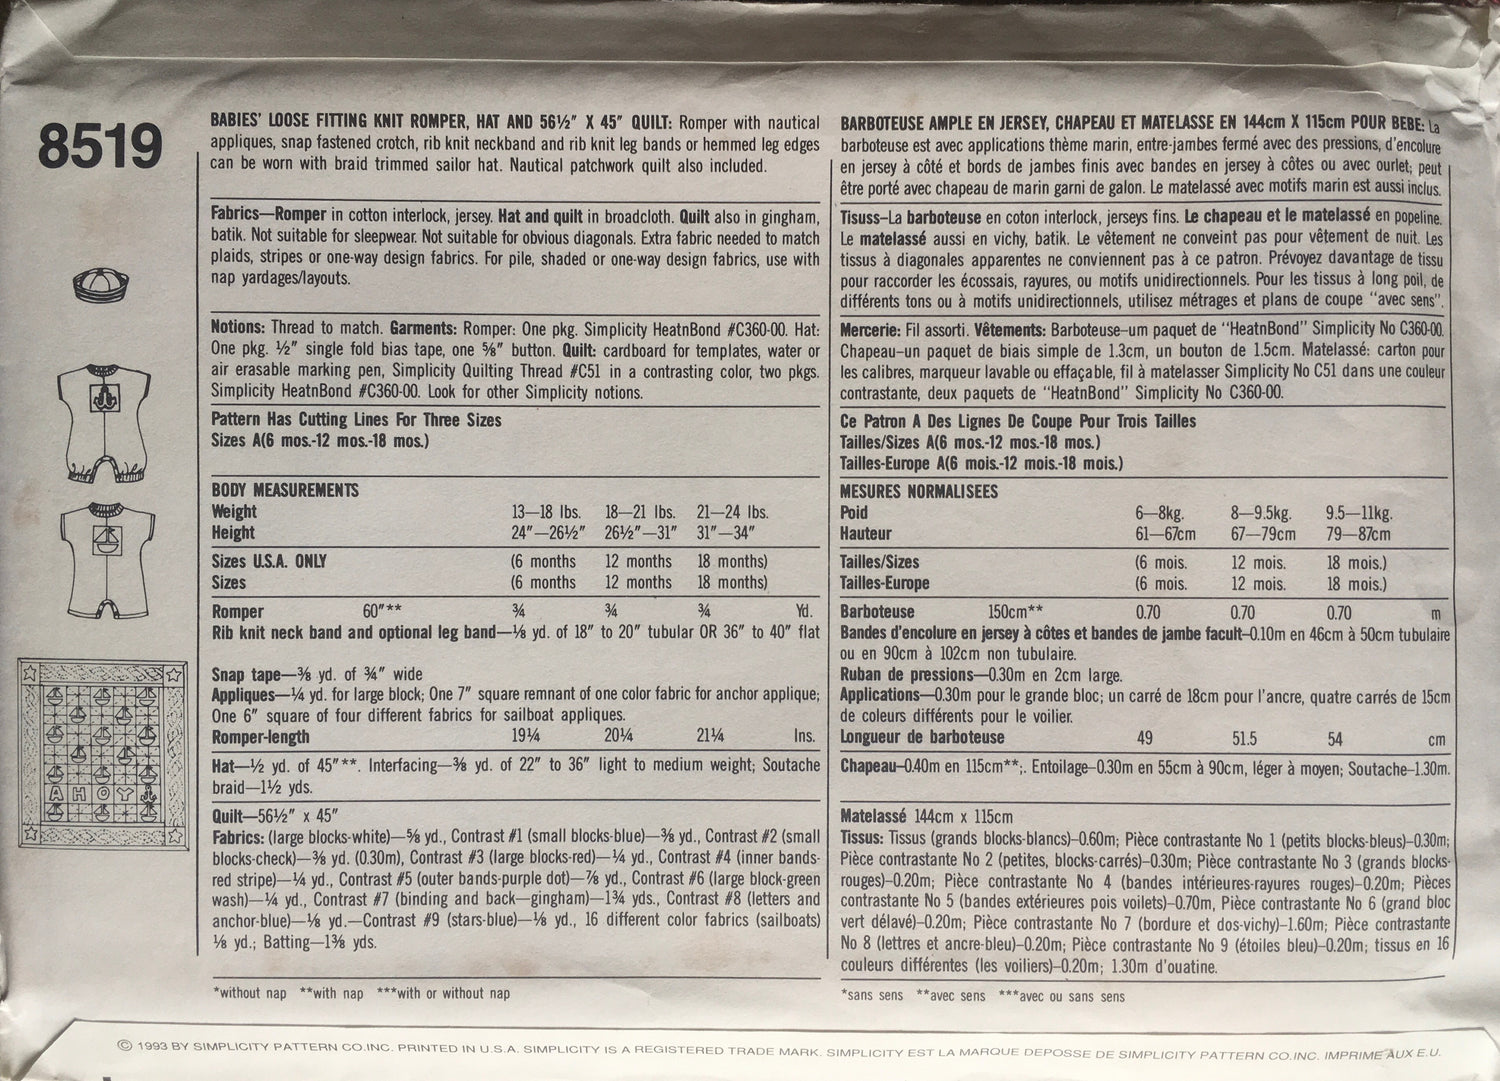 8519
BABIES' LOOSE FITTING KNIT ROMPER, HAT AND 56½" X 45" QUILT: Romper with nautical
appliques, snap fastened crotch, rib knit neckband and rib knit leg bands or hemmed leg edges
can be worn with braid trimmed sailor hat. Nautical patchwork quilt also included.
Fabrics—Romper in cotton interlock, jersey. Hat and quilt in broadcloth. Quilt also in gingham,
batik. Not suitable for sleepwear. Not suitable for obvious diagonals. Extra fabric needed to match
plaids, stripes or one-way design fabrics. For pile, shaded or one-way design fabrics, use with
nap yardages/layouts.
Notions: Thread to match. Garments: Romper: One pkg. Simplicity HeatnBond #C360-00. Hat:
One pkg. ½" single fold bias tape, one ⅝" button. Quilt: cardboard for templates, water or
air erasable marking pen, Simplicity Quilting Thread #C51 in a contrasting color, two pkgs.
Simplicity HeatnBond #C360-00. Look for other Simplicity notions.
Pattern Has Cutting Lines For Three Sizes
Sizes A(6 mos.-12 mos.-18 mos.)
BODY MEASUREMENTS
Weight 13—18 lbs. 18—21 lbs. 21—24 lbs.
Height 24"—26½" 26½"—31" 31"—34"
Sizes U.S.A. ONLY (6 months 12 months 18 months)
Sizes (6 months 12 months 18 months)
Romper 60"** ¾ ¾ ¾ Yd.
Rib knit neck band and optional leg band—⅛ yd. of 18" to 20" tubular OR 36" to 40" flat
Snap tape—⅜ yd. of ¾" wide
Appliques—¼ yd. for large block; One 7" square remnant of one color fabric for anchor applique;
One 6" square of four different fabrics for sailboat appliques.
Romper-length 19¼ 20¼ 21¼ Ins.
Hat—½ yd. of 45"**. Interfacing—⅜ yd. of 22" to 36" light to medium weight; Soutache
braid—1½ yds.
Quilt—56½" x 45"
Fabrics: (large blocks-white)—⅝ yd., Contrast #1 (small blocks-blue)—⅜ yd., Contrast #2 (small
blocks-check)—⅜ yd. (0.30m), Contrast #3 (large blocks-red)—¼ yd., Contrast #4 (inner bands-
red stripe)—¼ yd., Contrast #5 (outer bands-purple dot)—⅞ yd., Contrast #6 (large block-green
wash)—¼ yd., Contrast #7 (binding and back—gingham)—1¾ yds., Contrast #8 (letters and
anchor-blue)—⅛ yd.—Contrast #9 (stars-blue)—⅛ yd., 16 different color fabrics (sailboats)
⅛ yd.; Batting—1⅜ yds.
*without nap **with nap ***with or without nap
BARBOTEUSE AMPLE EN JERSEY, CHAPEAU ET MATELASSE EN 144cm X 115cm POUR BEBE: La
barboteuse est avec applications thème marin, entre-jambes fermé avec des pressions, d'encolure
en jersey à côté et bords de jambes finis avec bandes en jersey à côtes ou avec ourlet; peut
être porté avec chapeau de marin garni de galon. Le matelassé avec motifs marin est aussi inclus.
Tisuss—La barboteuse en coton interlock, jerseys fins. Le chapeau et le matelassé en popeline.
Le matelassé aussi en vichy, batik. Le vêtement ne conveint pas pour vêtement de nuit. Les
tissus à diagonales apparentes ne conviennent pas à ce patron. Prévoyez davantage de tissu
pour raccorder les écossais, rayures, ou motifs unidirectionnels. Pour les tissus à long poil, de
différents tons ou à motifs unidirectionnels, utilisez métrages et plans de coupe "avec sens".
Mercerie: Fil assorti. Vêtements: Barboteuse—um paquet de "HeatnBond" Simplicity No C360-00.
Chapeau—un paquet de biais simple de 1.3cm, un bouton de 1.5cm. Matelassé: carton pour
les calibres, marqueur lavable ou effaçable, fil à matelasser Simplicity No C51 dans une couleur
contrastante, deux paquets de "HeatnBond" Simplicity No C360-00.
Ce Patron A Des Lignes De Coupe Pour Trois Tailles
Tailles/Sizes A(6 mos.-12 mos.-18 mos.)
Tailles-Europe A(6 mois.-12 mois.-18 mois.)
MESURES NORMALISEES
Poid 6—8kg. 8—9.5kg. 9.5—11kg.
Hauteur 61—67cm 67—79cm 79—87cm
Tailles/Sizes (6 mois. 12 mois. 18 mois.)
Tailles-Europe (6 mois. 12 mois. 18 mois.)
Barboteuse 150cm** 0.70 0.70 0.70 m
Bandes d'encolure en jersey à côtes et bandes de jambe facult—0.10m en 46cm à 50cm tubulaire
ou en 90cm à 102cm non tubulaire.
Ruban de pressions—0.30m en 2cm large.
Applications—0.30m pour le grande bloc; un carré de 18cm pour l'ancre, quatre carrés de 15cm
de coleurs différents pour le voilier.
Longueur de barboteuse 49 51.5 54 cm
Chapeau—0.40m en 115cm**;. Entoilage—0.30m en 55cm à 90cm, léger à moyen; Soutache—1.30m.
Matelassé 144cm x 115cm
Tissus: Tissus (grands blocks-blancs)—0.60m; Pièce contrastante No 1 (petits blocks-bleus)—0.30m;
Pièce contrastante No 2 (petites, blocks-carrés)—0.30m; Pièce contrastante No 3 (grands blocks-
rouges)—0.20m; Pièce contrastante No 4 (bandes intérieures-rayures rouges)—0.20m; Pièces
contrastante No 5 (bandes extérieures pois voilets)—0.70m, Pièce contrastante No 6 (grand bloc
vert délavé)—0.20m; Pièce contrastante No 7 (bordure et dos-vichy)—1.60m; Pièce contrastante
No 8 (lettres et ancre-bleu)—0.20m; Pièce contrastante No 9 (étoiles bleu)—0.20m; tissus en 16
couleurs différentes (les voiliers)—0.20m; 1.30m d'ouatine.
*sans sens **avec sens ***avec ou sans sens
AHOY
© 1993 BY SIMPLICITY PATTERN CO.INC. PRINTED IN U.S.A. SIMPLICITY IS A REGISTERED TRADE MARK. SIMPLICITY EST LA MARQUE DEPOSSE DE SIMPLICITY PATTERN CO.INC. IMPRIME AUX E.U.